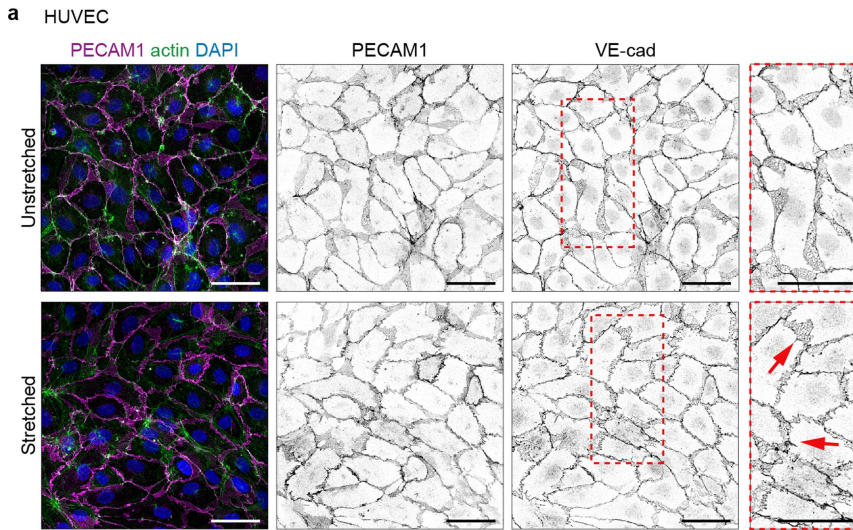 a HUVEC
PECAM1 actin DAPI PECAM1 VE-cad
Unstretched
Stretched